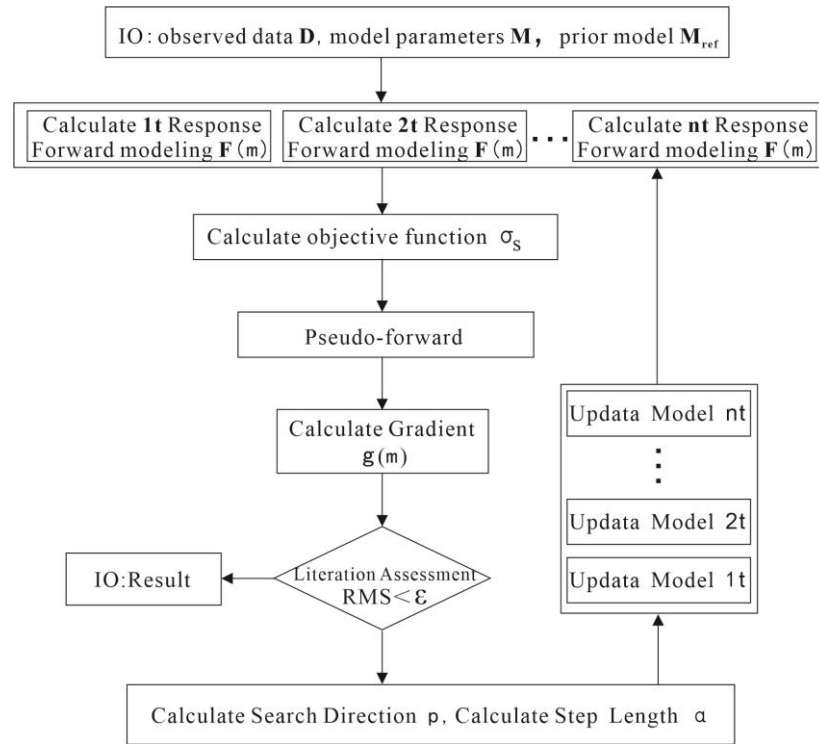 IO: observed data D, model parameters M, prior model M_ref
Calculate 1t Response
Forward modeling F(m)
Calculate 2t Response
Forward modeling F(m)
...
Calculate nt Response
Forward modeling F(m)
Calculate objective function σ_S
Pseudo-forward
Calculate Gradient
g(m)
Literation Assessment
RMS<ε
IO:Result
Updata Model nt
⋮
Updata Model 2t
Updata Model 1t
Calculate Search Direction p, Calculate Step Length α